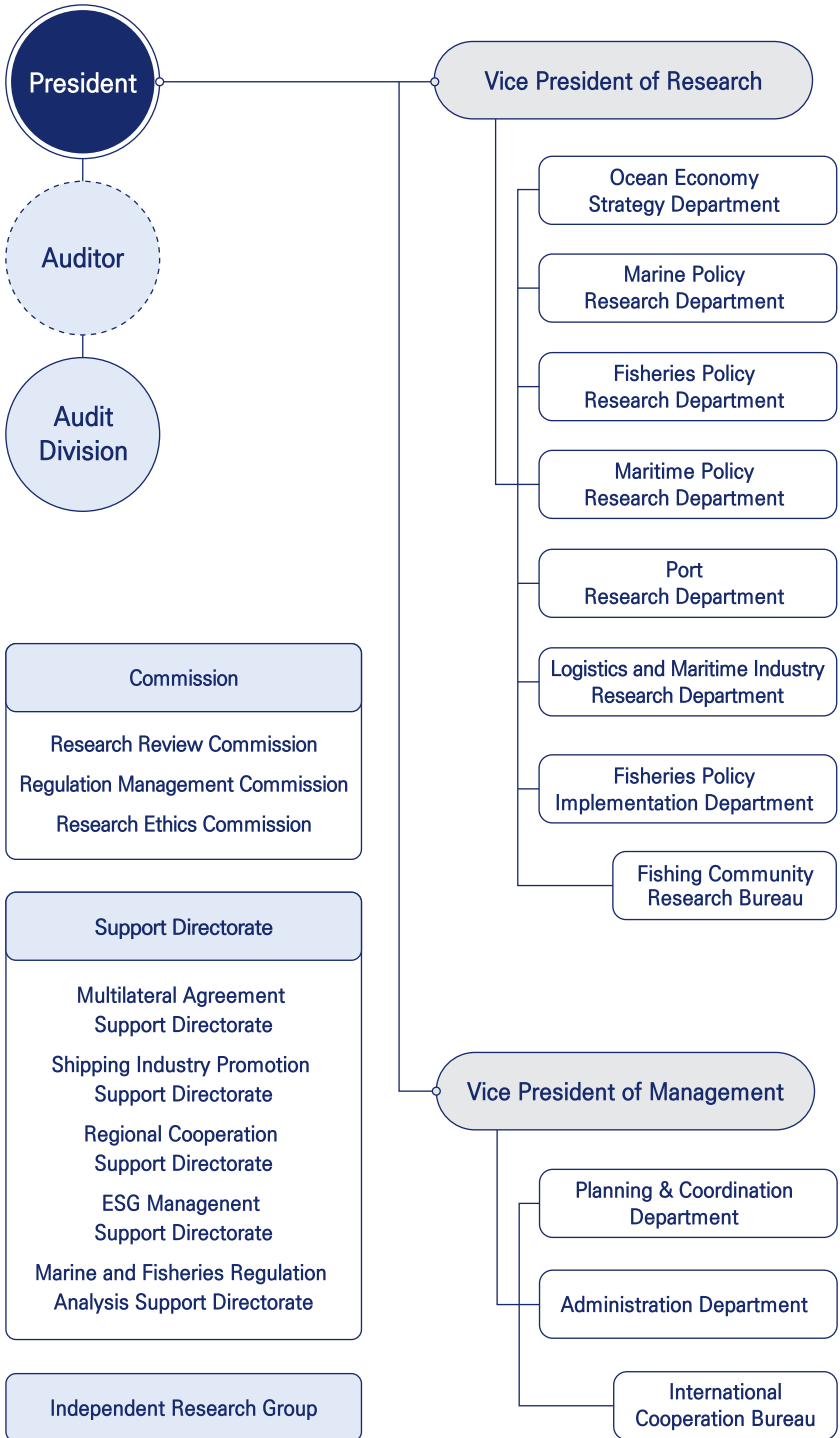 President
Auditor
Audit
Division
Vice President of Research
Ocean Economy
Strategy Department
Marine Policy
Research Department
Fisheries Policy
Research Department
Maritime Policy
Research Department
Port
Research Department
Logistics and Maritime Industry
Research Department
Fisheries Policy
Implementation Department
Fishing Community
Research Bureau
Commission
Research Review Commission
Regulation Management Commission
Research Ethics Commission
Support Directorate
Multilateral Agreement
Support Directorate
Shipping Industry Promotion
Support Directorate
Regional Cooperation
Support Directorate
ESG Managenent
Support Directorate
Marine and Fisheries Regulation
Analysis Support Directorate
Independent Research Group
Vice President of Management
Planning & Coordination
Department
Administration Department
International
Cooperation Bureau